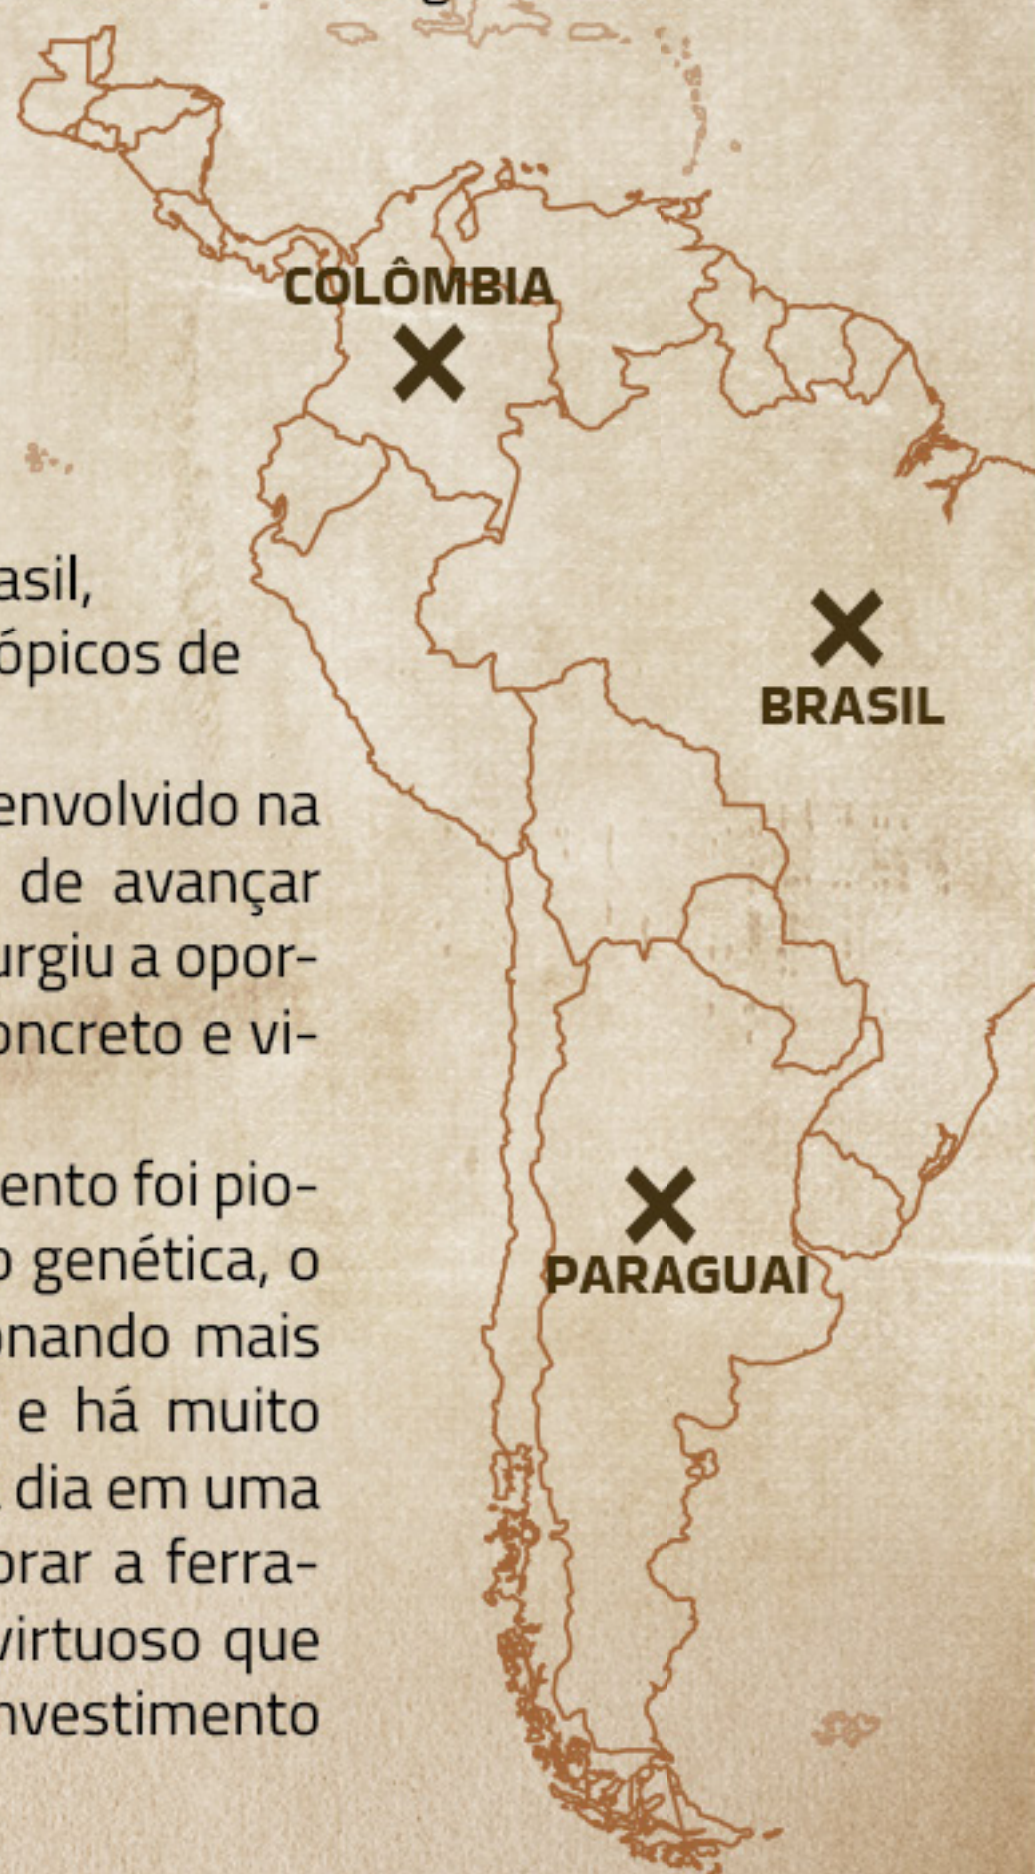 COLÔMBIA
BRASIL
PARAGUAI
asil,
ópicos de
envolvido na
de avançar
urgiu a opor-
oncreto e vi-
ento foi pio-
o genética, o
onando mais
e há muito
dia em uma
orar a ferra-
virtuoso que
nvestimento